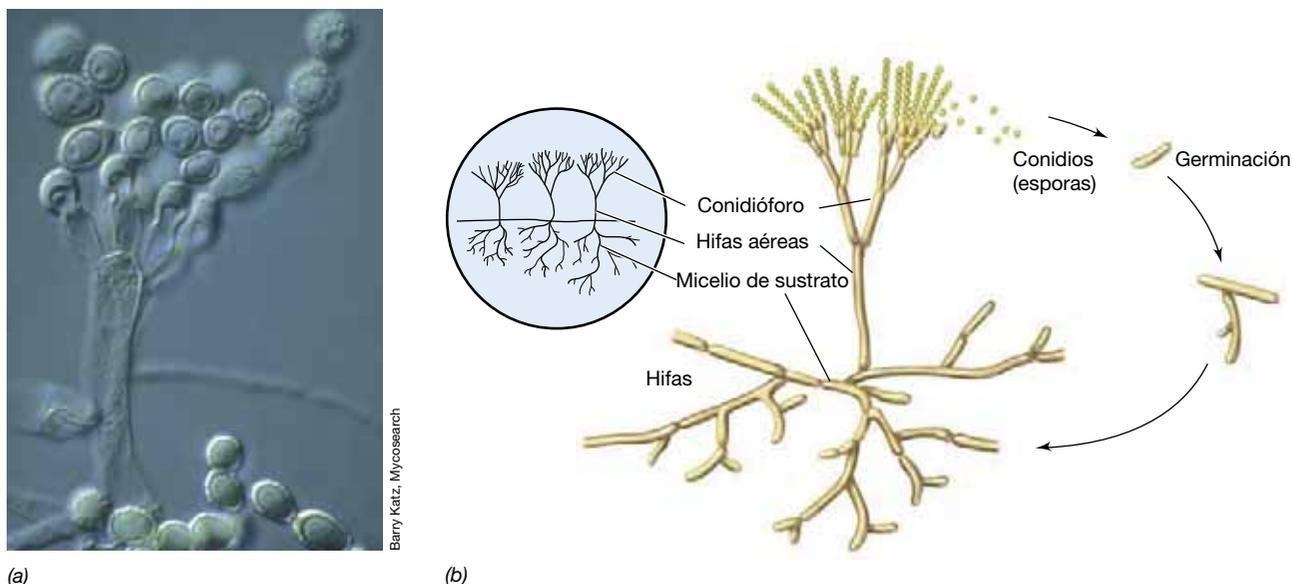 Barry Katz, Mycosearch
(a)
Conidióforo
Hifas aéreas
Micelio de sustrato
Hifas
Conidios
(esporas)
Germinación
(b)